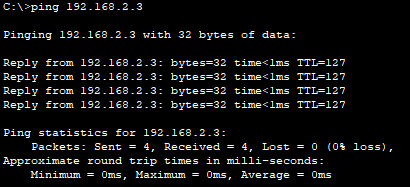 C:\>ping 192.168.2.3
Pinging 192.168.2.3 with 32 bytes of data:
Reply from 192.168.2.3: bytes=32 time<1ms TTL=127
Reply from 192.168.2.3: bytes=32 time<1ms TTL=127
Reply from 192.168.2.3: bytes=32 time<1ms TTL=127
Reply from 192.168.2.3: bytes=32 time<1ms TTL=127
Ping statistics for 192.168.2.3:
    Packets: Sent = 4, Received = 4, Lost = 0 (0% loss),
Approximate round trip times in milli-seconds:
    Minimum = 0ms, Maximum = 0ms, Average = 0ms